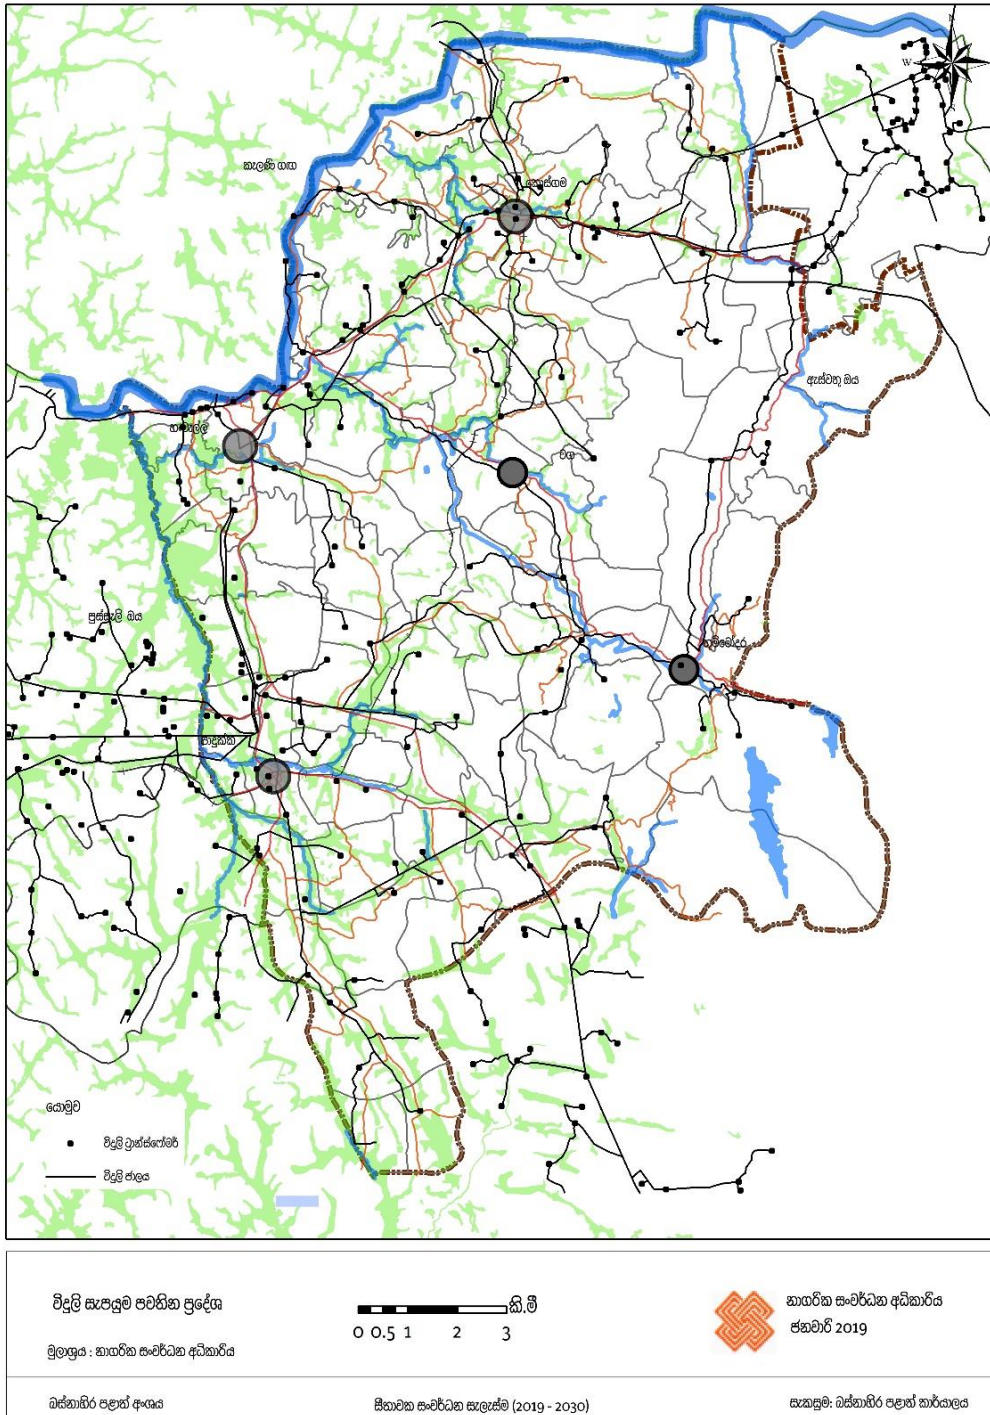 W
කැලණි ගඟ
කොස්ගම
ඇස්වතු ඔය
වග
පුස්සැලි ඔය
තුම්මෝදර
පාදුක්ක
යොමුව
විදුලි ට්‍රාන්ස්ෆෝමර්
විදුලි ජාලය
විදුලි සැපයුම පවතින ප්‍රදේශ
කි.මී
0 0.5 1 2 3
නාගරික සංවර්ධන අධිකාරිය
ජනවාරි 2019
මුලාශ්‍රය : නාගරික සංවර්ධන අධිකාරිය
බස්නාහිර පළාත් අංශය
සීතාවක සංවර්ධන සැලැස්ම (2019 - 2030)
සැකසුම: බස්නාහිර පළාත් කාර්යාලය